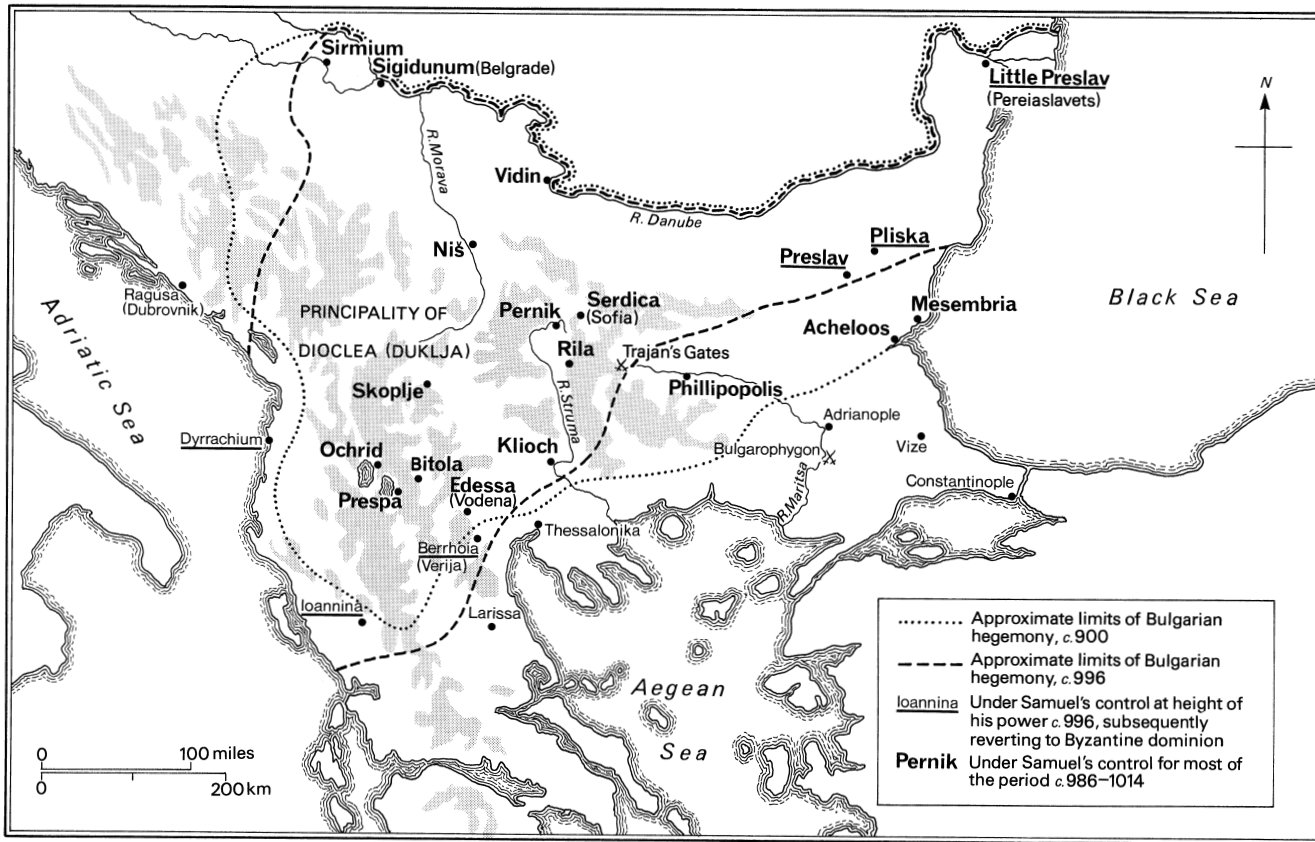 Sirmium
Sigidunum (Belgrade)
Little Preslav
(Pereiaslavets)
N
R.Morava
Vidin
R. Danube
Niš
Pliska
Preslav
Ragusa
(Dubrovnik)
PRINCIPALITY OF
DIOCLEA (DUKLJA)
Pernik
Serdica
(Sofia)
Mesembria
Black Sea
Acheloos
Rila
Trajan's Gates
Adriatic Sea
Skoplje
R.Struma
Phillipopolis
Adrianople
Dyrrachium
Bulgarophygon
Vize
Ochrid
Bitola
Klioch
Prespa
Edessa
(Vodena)
R.Maritsa
Constantinople
Thessalonika
Berrhoia
(Verija)
Ioannina
Larissa
Aegean
Sea
0 100 miles
200 km
Approximate limits of Bulgarian
hegemony, c.900
Approximate limits of Bulgarian
hegemony, c.996
Ioannina Under Samuel's control at height of
his power c.996, subsequently
reverting to Byzantine dominion
Pernik Under Samuel's control for most of
the period c.986–1014
0